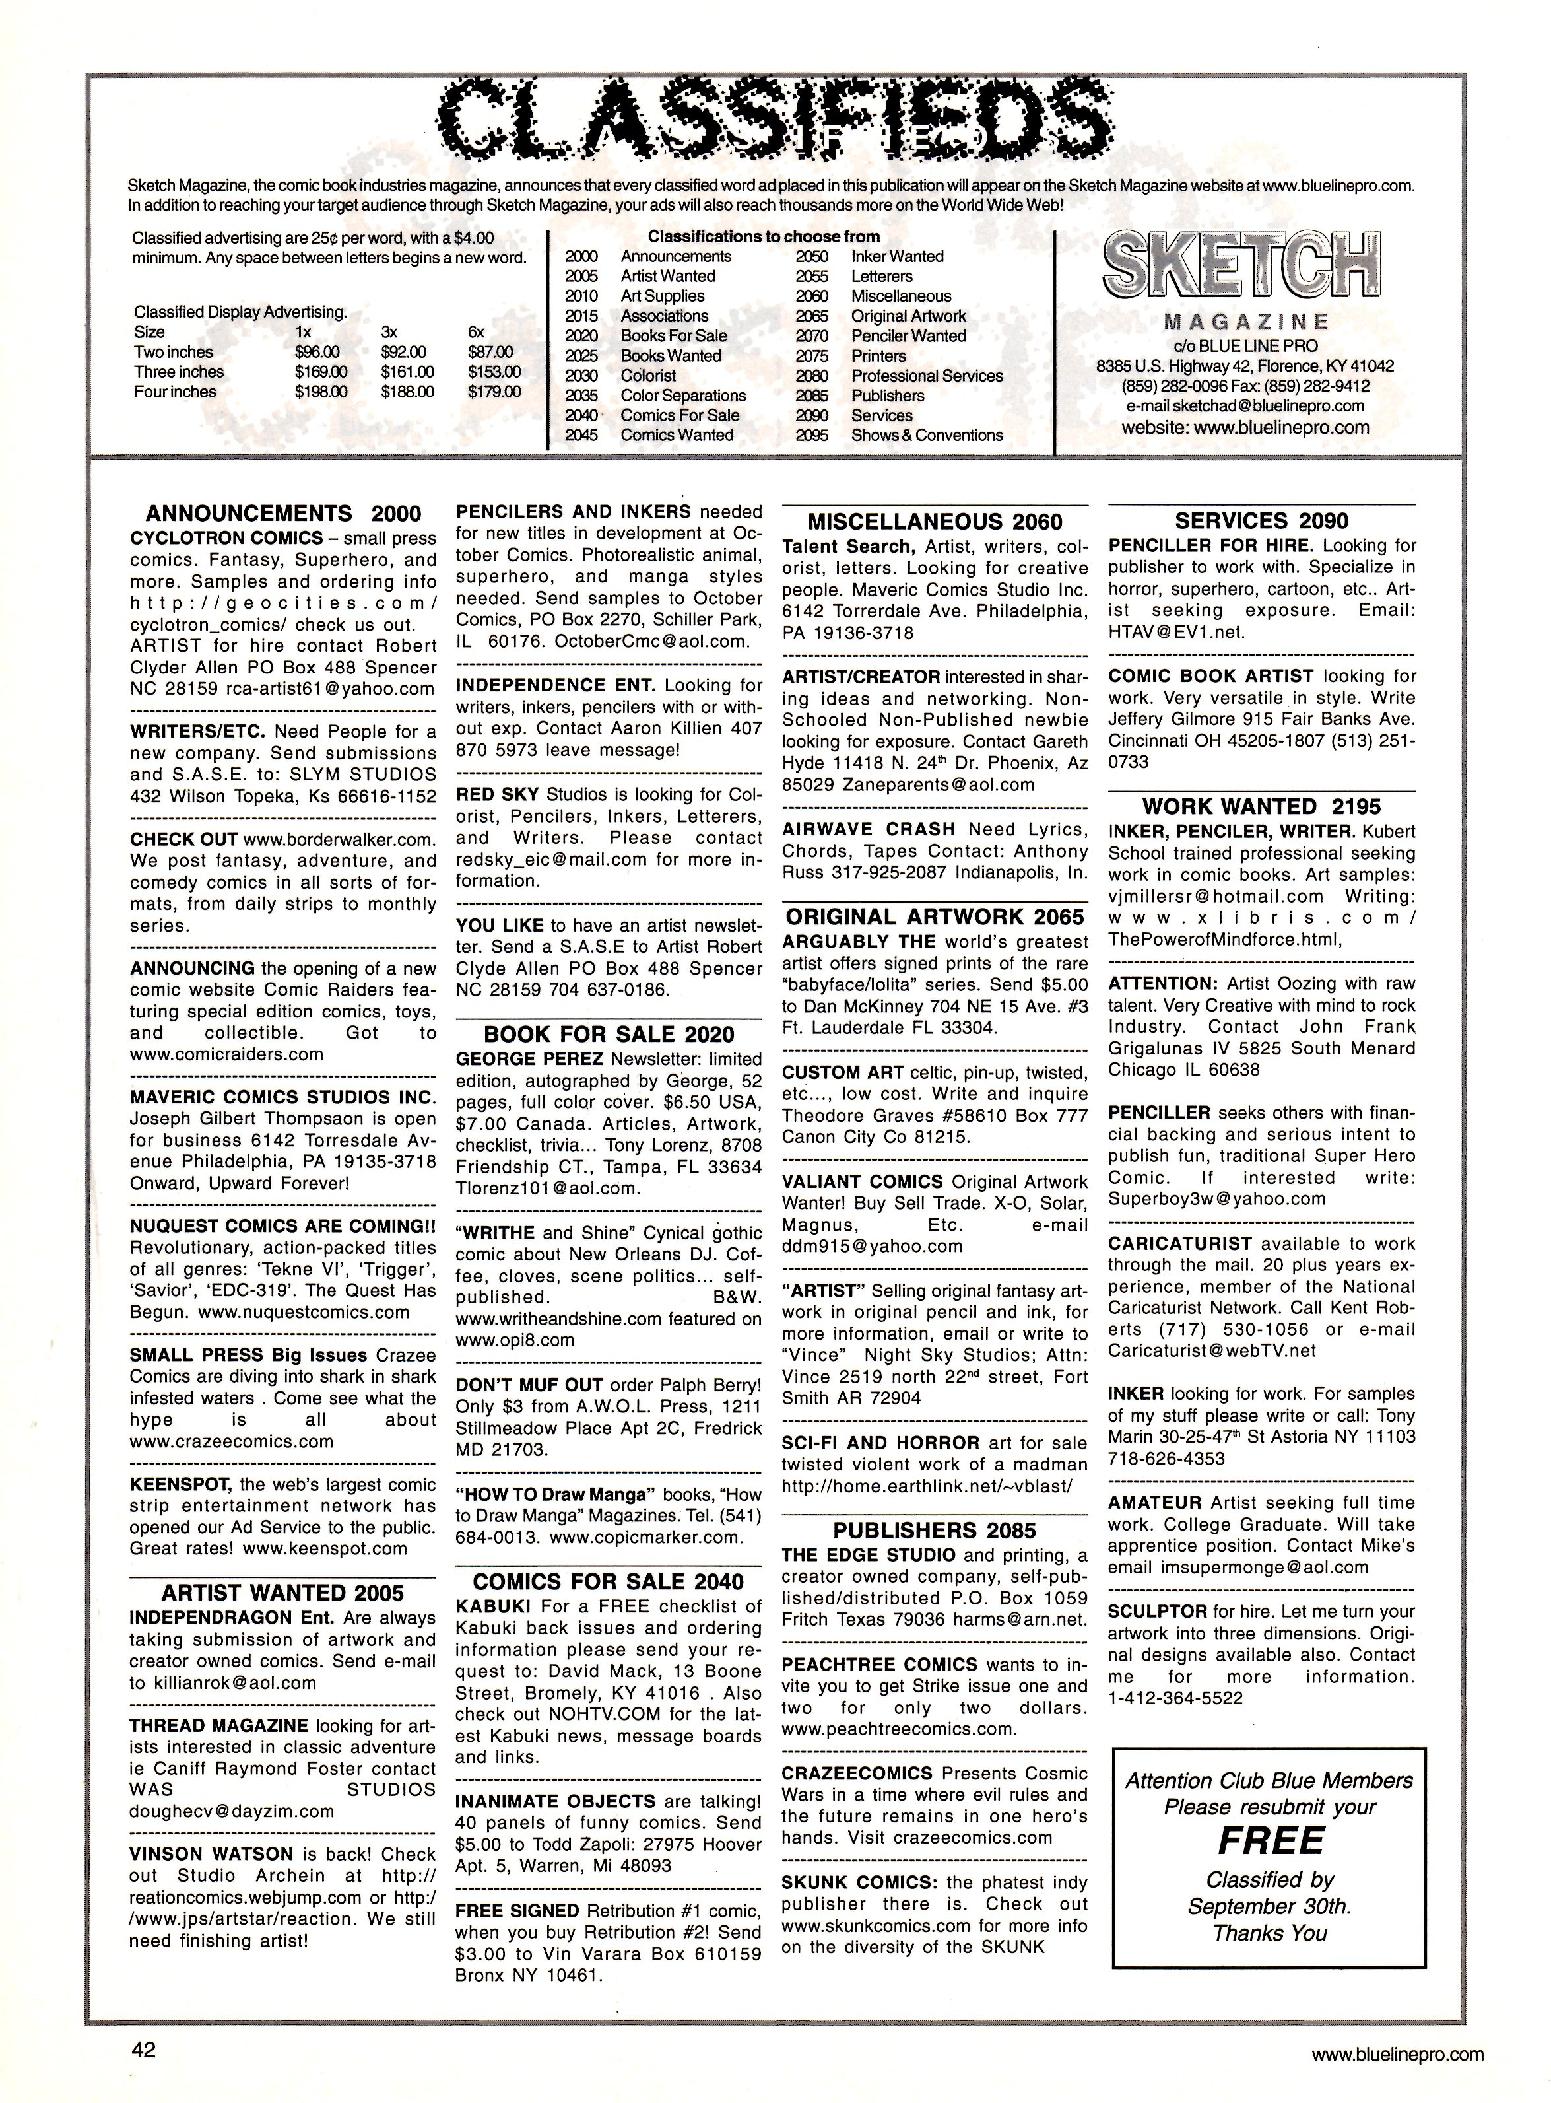 CLASSIFIEDS
Sketch Magazine, the comic book industries magazine, announces that every classified word ad placed in this publication will appear on the Sketch Magazine website at www.bluelinepro.com.
In addition to reaching your target audience through Sketch Magazine, your ads will also reach thousands more on the World Wide Web!
Classified advertising are 25¢ per word, with a $4.00
minimum. Any space between letters begins a new word.
Classified Display Advertising.
Size 1x 3x 6x
Two inches $96.00 $92.00 $87.00
Three inches $169.00 $161.00 $153.00
Four inches $198.00 $188.00 $179.00
Classifications to choose from
2000 Announcements 2050 Inker Wanted
2005 Artist Wanted 2055 Letterers
2010 Art Supplies 2060 Miscellaneous
2015 Associations 2065 Original Artwork
2020 Books For Sale 2070 Penciler Wanted
2025 Books Wanted 2075 Printers
2030 Colorist 2080 Professional Services
2035 Color Separations 2085 Publishers
2040 Comics For Sale 2090 Services
2045 Comics Wanted 2095 Shows & Conventions
SKETCH
MAGAZINE
c/o BLUE LINE PRO
8385 U.S. Highway 42, Florence, KY 41042
(859) 282-0096 Fax: (859) 282-9412
e-mail sketchad@bluelinepro.com
website: www.bluelinepro.com
ANNOUNCEMENTS 2000
CYCLOTRON COMICS – small press
comics. Fantasy, Superhero, and
more. Samples and ordering info
http://geocities.com/
cyclotron_comics/ check us out.
ARTIST for hire contact Robert
Clyder Allen PO Box 488 Spencer
NC 28159 rca-artist61@yahoo.com
WRITERS/ETC. Need People for a
new company. Send submissions
and S.A.S.E. to: SLYM STUDIOS
432 Wilson Topeka, Ks 66616-1152
CHECK OUT www.borderwalker.com.
We post fantasy, adventure, and
comedy comics in all sorts of for-
mats, from daily strips to monthly
series.
ANNOUNCING the opening of a new
comic website Comic Raiders fea-
turing special edition comics, toys,
and collectible. Got to
www.comicraiders.com
MAVERIC COMICS STUDIOS INC.
Joseph Gilbert Thompsaon is open
for business 6142 Torresdale Av-
enue Philadelphia, PA 19135-3718
Onward, Upward Forever!
NUQUEST COMICS ARE COMING!!
Revolutionary, action-packed titles
of all genres: 'Tekne VI', 'Trigger',
'Savior', 'EDC-319'. The Quest Has
Begun. www.nuquestcomics.com
SMALL PRESS Big Issues Crazee
Comics are diving into shark in shark
infested waters . Come see what the
hype is all about
www.crazeecomics.com
KEENSPOT, the web's largest comic
strip entertainment network has
opened our Ad Service to the public.
Great rates! www.keenspot.com
ARTIST WANTED 2005
INDEPENDRAGON Ent. Are always
taking submission of artwork and
creator owned comics. Send e-mail
to killianrok@aol.com
THREAD MAGAZINE looking for art-
ists interested in classic adventure
ie Caniff Raymond Foster contact
WAS STUDIOS
doughecv@dayzim.com
VINSON WATSON is back! Check
out Studio Archein at http://
reationcomics.webjump.com or http:/
/www.jps/artstar/reaction. We still
need finishing artist!
PENCILERS AND INKERS needed
for new titles in development at Oc-
tober Comics. Photorealistic animal,
superhero, and manga styles
needed. Send samples to October
Comics, PO Box 2270, Schiller Park,
IL 60176. OctoberCmc@aol.com.
INDEPENDENCE ENT. Looking for
writers, inkers, pencilers with or with-
out exp. Contact Aaron Killien 407
870 5973 leave message!
RED SKY Studios is looking for Col-
orist, Pencilers, Inkers, Letterers,
and Writers. Please contact
redsky_eic@mail.com for more in-
formation.
YOU LIKE to have an artist newslet-
ter. Send a S.A.S.E to Artist Robert
Clyde Allen PO Box 488 Spencer
NC 28159 704 637-0186.
BOOK FOR SALE 2020
GEORGE PEREZ Newsletter: limited
edition, autographed by George, 52
pages, full color cover. $6.50 USA,
$7.00 Canada. Articles, Artwork,
checklist, trivia... Tony Lorenz, 8708
Friendship CT., Tampa, FL 33634
Tlorenz101@aol.com.
"WRITHE and Shine" Cynical gothic
comic about New Orleans DJ. Cof-
fee, cloves, scene politics... self-
published. B&W.
www.writheandshine.com featured on
www.opi8.com
DON'T MUF OUT order Palph Berry!
Only $3 from A.W.O.L. Press, 1211
Stillmeadow Place Apt 2C, Fredrick
MD 21703.
"HOW TO Draw Manga" books, "How
to Draw Manga" Magazines. Tel. (541)
684-0013. www.copicmarker.com.
COMICS FOR SALE 2040
KABUKI For a FREE checklist of
Kabuki back issues and ordering
information please send your re-
quest to: David Mack, 13 Boone
Street, Bromely, KY 41016 . Also
check out NOHTV.COM for the lat-
est Kabuki news, message boards
and links.
INANIMATE OBJECTS are talking!
40 panels of funny comics. Send
$5.00 to Todd Zapoli: 27975 Hoover
Apt. 5, Warren, Mi 48093
FREE SIGNED Retribution #1 comic,
when you buy Retribution #2! Send
$3.00 to Vin Varara Box 610159
Bronx NY 10461.
MISCELLANEOUS 2060
Talent Search, Artist, writers, col-
orist, letters. Looking for creative
people. Maveric Comics Studio Inc.
6142 Torrerdale Ave. Philadelphia,
PA 19136-3718
ARTIST/CREATOR interested in shar-
ing ideas and networking. Non-
Schooled Non-Published newbie
looking for exposure. Contact Gareth
Hyde 11418 N. 24th Dr. Phoenix, Az
85029 Zaneparents@aol.com
AIRWAVE CRASH Need Lyrics,
Chords, Tapes Contact: Anthony
Russ 317-925-2087 Indianapolis, In.
ORIGINAL ARTWORK 2065
ARGUABLY THE world's greatest
artist offers signed prints of the rare
"babyface/lolita" series. Send $5.00
to Dan McKinney 704 NE 15 Ave. #3
Ft. Lauderdale FL 33304.
CUSTOM ART celtic, pin-up, twisted,
etc..., low cost. Write and inquire
Theodore Graves #58610 Box 777
Canon City Co 81215.
VALIANT COMICS Original Artwork
Wanter! Buy Sell Trade. X-O, Solar,
Magnus, Etc. e-mail
ddm915@yahoo.com
"ARTIST" Selling original fantasy art-
work in original pencil and ink, for
more information, email or write to
"Vince" Night Sky Studios; Attn:
Vince 2519 north 22nd street, Fort
Smith AR 72904
SCI-FI AND HORROR art for sale
twisted violent work of a madman
http://home.earthlink.net/~vblast/
PUBLISHERS 2085
THE EDGE STUDIO and printing, a
creator owned company, self-pub-
lished/distributed P.O. Box 1059
Fritch Texas 79036 harms@arn.net.
PEACHTREE COMICS wants to in-
vite you to get Strike issue one and
two for only two dollars.
www.peachtreecomics.com.
CRAZEECOMICS Presents Cosmic
Wars in a time where evil rules and
the future remains in one hero's
hands. Visit crazeecomics.com
SKUNK COMICS: the phatest indy
publisher there is. Check out
www.skunkcomics.com for more info
on the diversity of the SKUNK
SERVICES 2090
PENCILLER FOR HIRE. Looking for
publisher to work with. Specialize in
horror, superhero, cartoon, etc.. Art-
ist seeking exposure. Email:
HTAV@EV1.net.
COMIC BOOK ARTIST looking for
work. Very versatile in style. Write
Jeffery Gilmore 915 Fair Banks Ave.
Cincinnati OH 45205-1807 (513) 251-
0733
WORK WANTED 2195
INKER, PENCILER, WRITER. Kubert
School trained professional seeking
work in comic books. Art samples:
vjmillersr@hotmail.com Writing:
www.xlibris.com/
ThePowerofMindforce.html,
ATTENTION: Artist Oozing with raw
talent. Very Creative with mind to rock
Industry. Contact John Frank
Grigalunas IV 5825 South Menard
Chicago IL 60638
PENCILLER seeks others with finan-
cial backing and serious intent to
publish fun, traditional Super Hero
Comic. If interested write:
Superboy3w@yahoo.com
CARICATURIST available to work
through the mail. 20 plus years ex-
perience, member of the National
Caricaturist Network. Call Kent Rob-
erts (717) 530-1056 or e-mail
Caricaturist@webTV.net
INKER looking for work. For samples
of my stuff please write or call: Tony
Marin 30-25-47th St Astoria NY 11103
718-626-4353
AMATEUR Artist seeking full time
work. College Graduate. Will take
apprentice position. Contact Mike's
email imsupermonge@aol.com
SCULPTOR for hire. Let me turn your
artwork into three dimensions. Origi-
nal designs available also. Contact
me for more information.
1-412-364-5522
Attention Club Blue Members
Please resubmit your
FREE
Classified by
September 30th.
Thanks You
42
www.bluelinepro.com